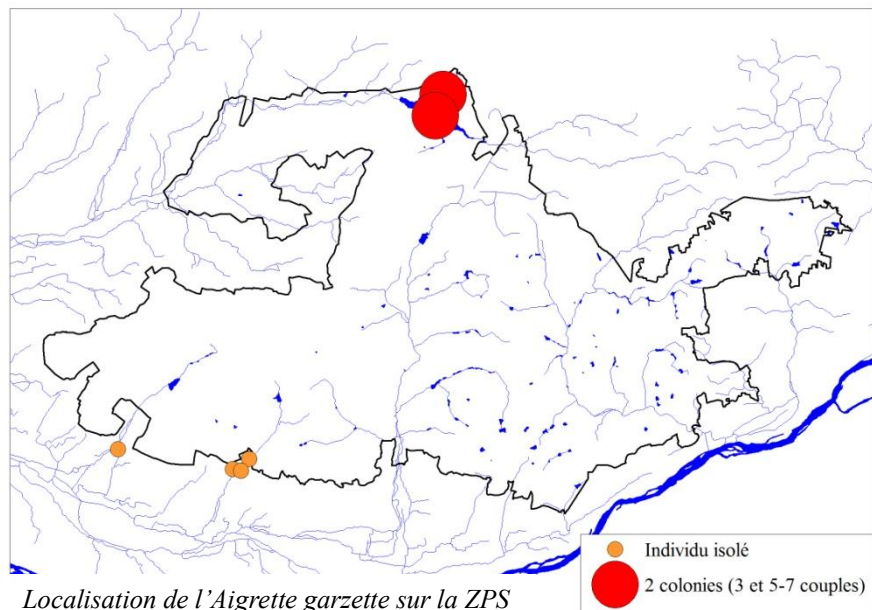 Individu isolé
2 colonies (3 et 5-7 couples)
Localisation de l'Aigrette garzette sur la ZPS